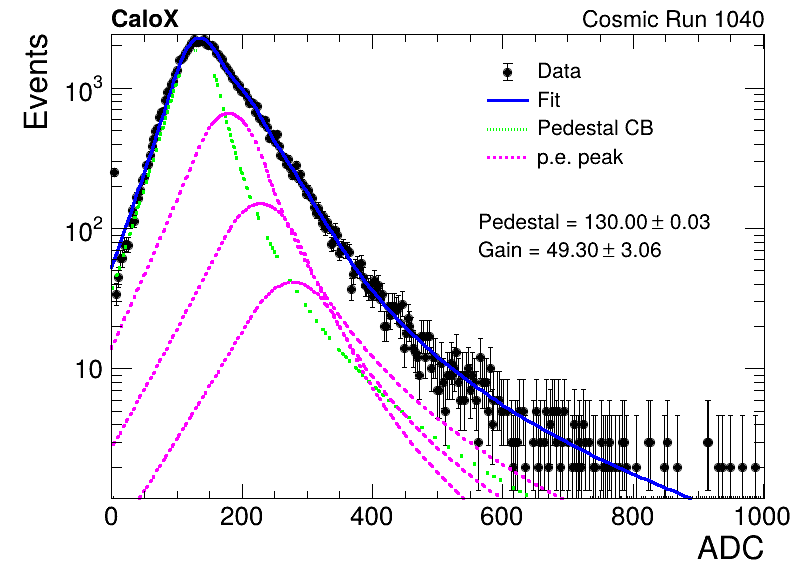 CaloX Cosmic Run 1040
Events
10³
10²
10
Data
Fit
Pedestal CB
p.e. peak
Pedestal = 130.00 ± 0.03
Gain = 49.30 ± 3.06
0 200 400 600 800 1000
ADC